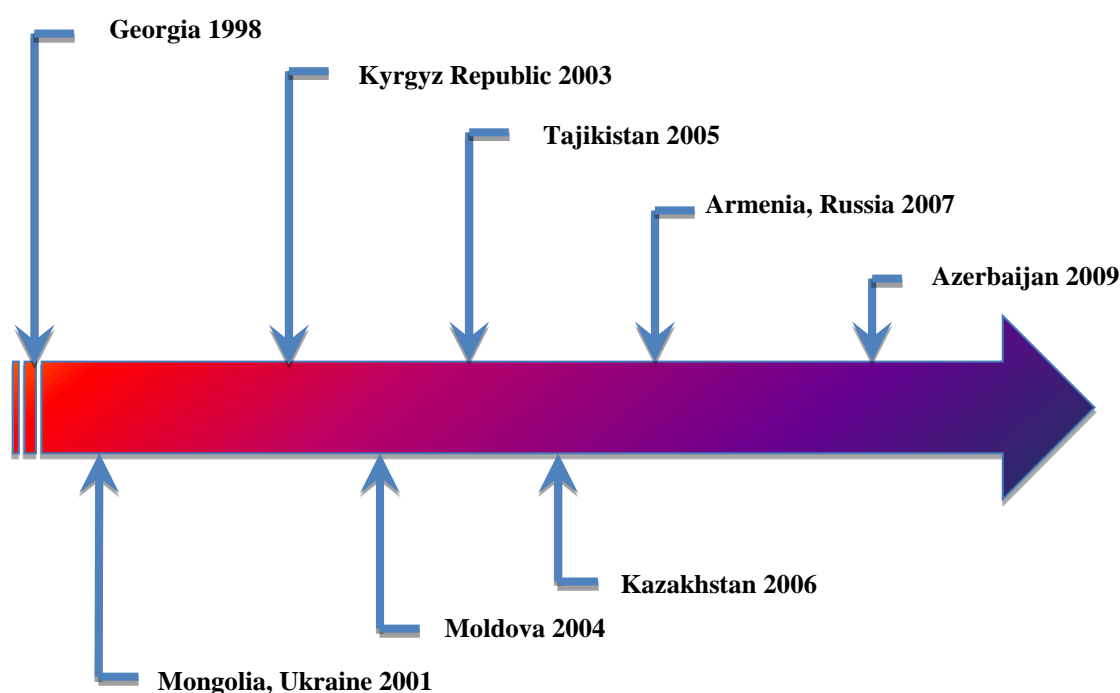 Georgia 1998
Kyrgyz Republic 2003
Tajikistan 2005
Armenia, Russia 2007
Azerbaijan 2009
Kazakhstan 2006
Moldova 2004
Mongolia, Ukraine 2001